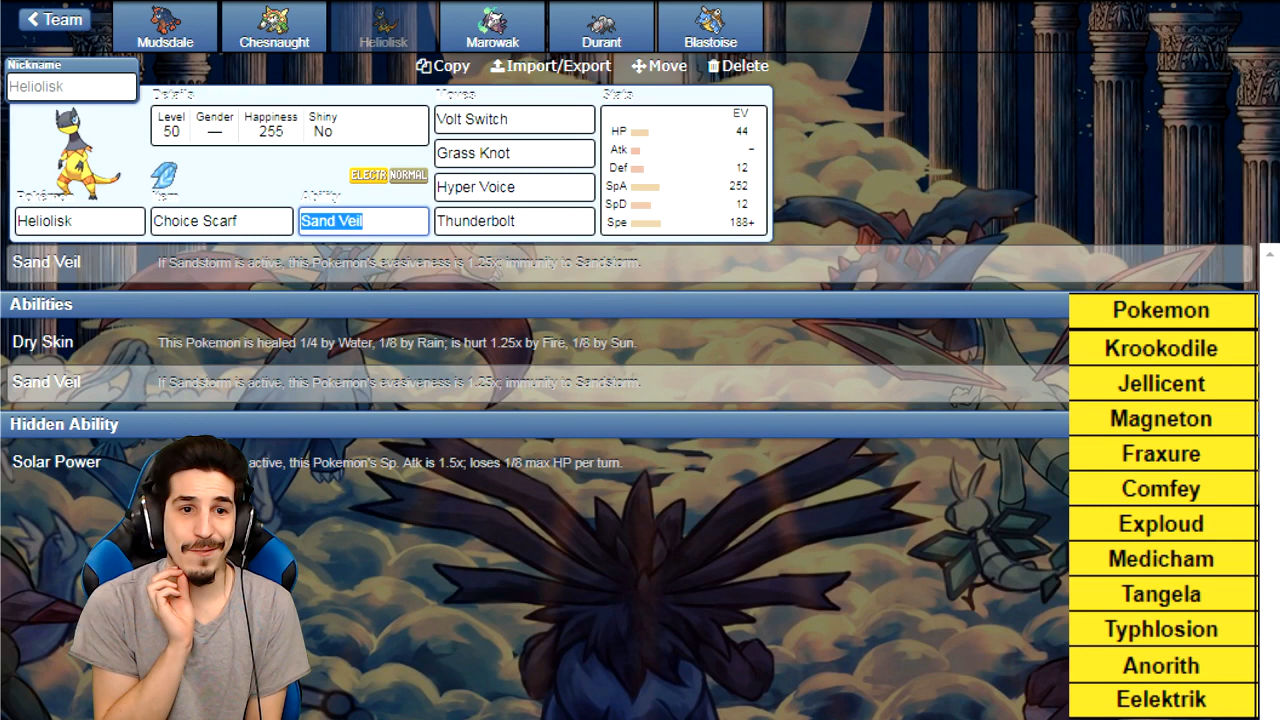 Team
Mudsdale
Chesnaught
Heliolisk
Marowak
Durant
Blastoise
Copy Import/Export Move Delete
Nickname
Heliolisk
Details
Level Gender Happiness Shiny
50 — 255 No
ELECTR NORMAL
Pokémon Item Ability
Heliolisk Choice Scarf Sand Veil
Moves
Volt Switch
Grass Knot
Hyper Voice
Thunderbolt
Stats
EV
HP 44
Atk -
Def 12
SpA 252
SpD 12
Spe 188+
Sand Veil If Sandstorm is active, this Pokemon's evasiveness is 1.25x; immunity to Sandstorm.
Abilities
Dry Skin This Pokemon is healed 1/4 by Water, 1/8 by Rain; is hurt 1.25x by Fire, 1/8 by Sun.
Sand Veil If Sandstorm is active, this Pokemon's evasiveness is 1.25x; immunity to Sandstorm.
Hidden Ability
Solar Power active, this Pokemon's Sp. Atk is 1.5x; loses 1/8 max HP per turn.
Pokemon
Krookodile
Jellicent
Magneton
Fraxure
Comfey
Exploud
Medicham
Tangela
Typhlosion
Anorith
Eelektrik